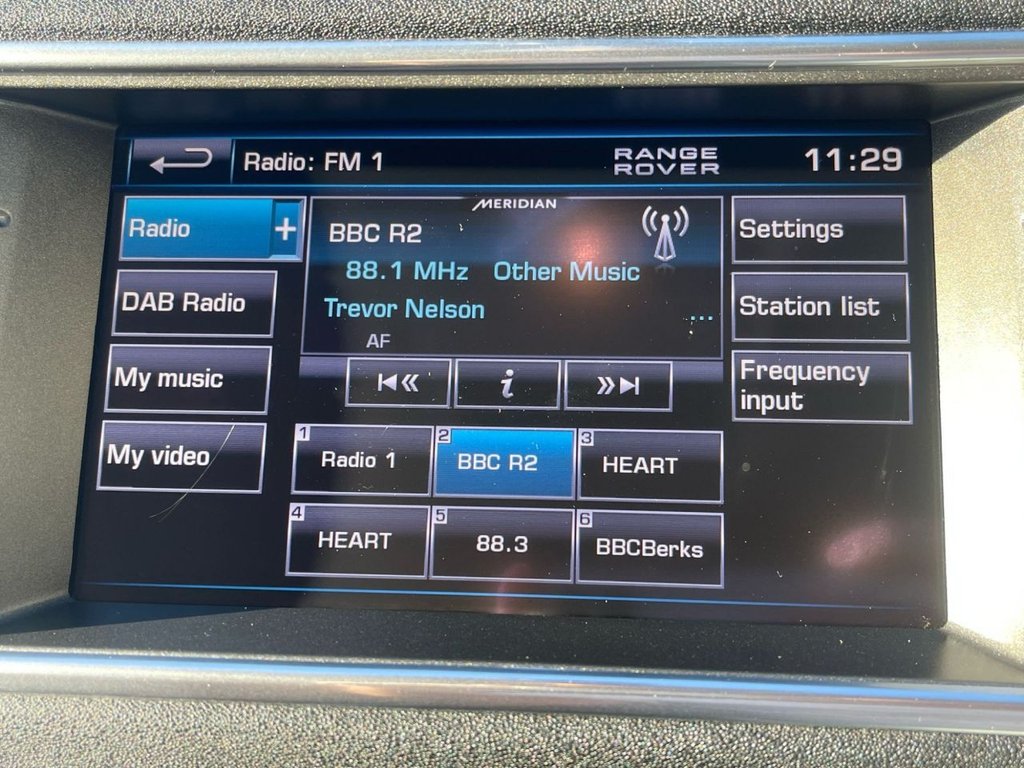 Radio: FM 1
RANGE
ROVER
11:29
Radio +
DAB Radio
My music
My video
MERIDIAN
BBC R2
88.1 MHz Other Music
Trevor Nelson ...
AF
i
Settings
Station list
Frequency
input
1 Radio 1
2 BBC R2
3 HEART
4 HEART
5 88.3
6 BBCBerks